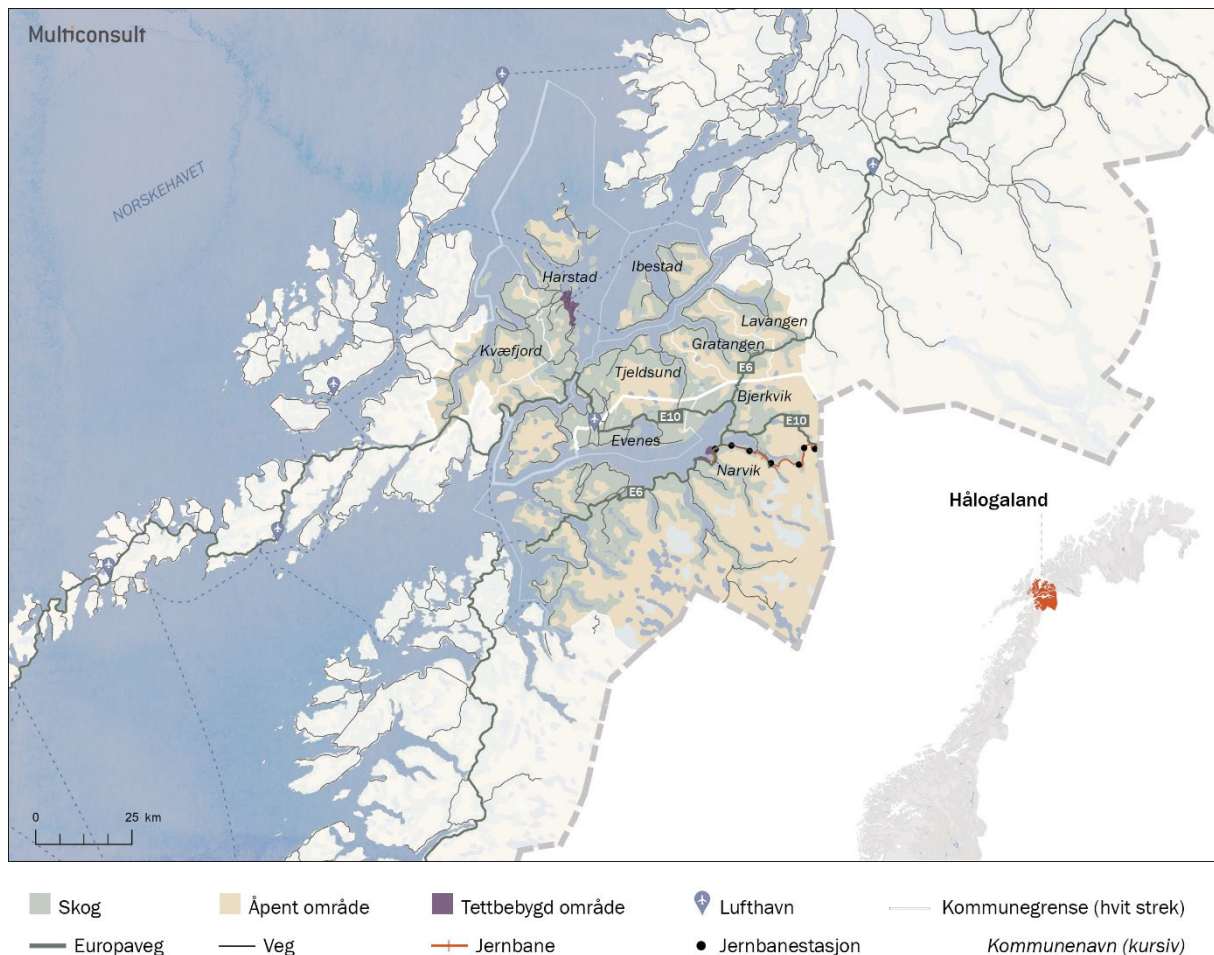 Multiconsult
NORSKEHAVET
Harstad
Ibestad
Lavangen
Gratangen
Kvæfjord
Tjeldsund
E6
Bjerkvik
E10
E10
Evenes
Narvik
E6
Hålogaland
0 25 km
Skog
Åpent område
Tettbebygd område
Lufthavn
Kommunegrense (hvit strek)
Europaveg
Veg
Jernbane
Jernbanestasjon
Kommunenavn (kursiv)